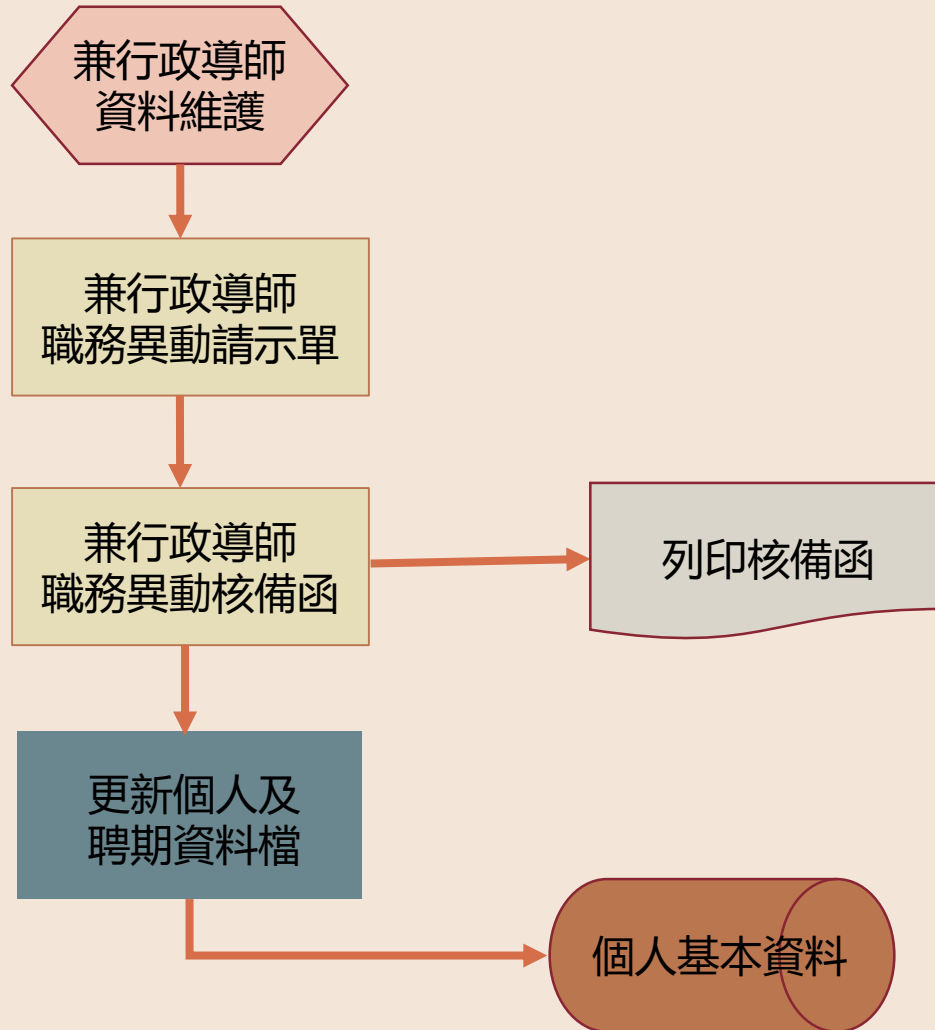 兼行政導師
資料維護
兼行政導師
職務異動請示單
兼行政導師
職務異動核備函
列印核備函
更新個人及
聘期資料檔
個人基本資料